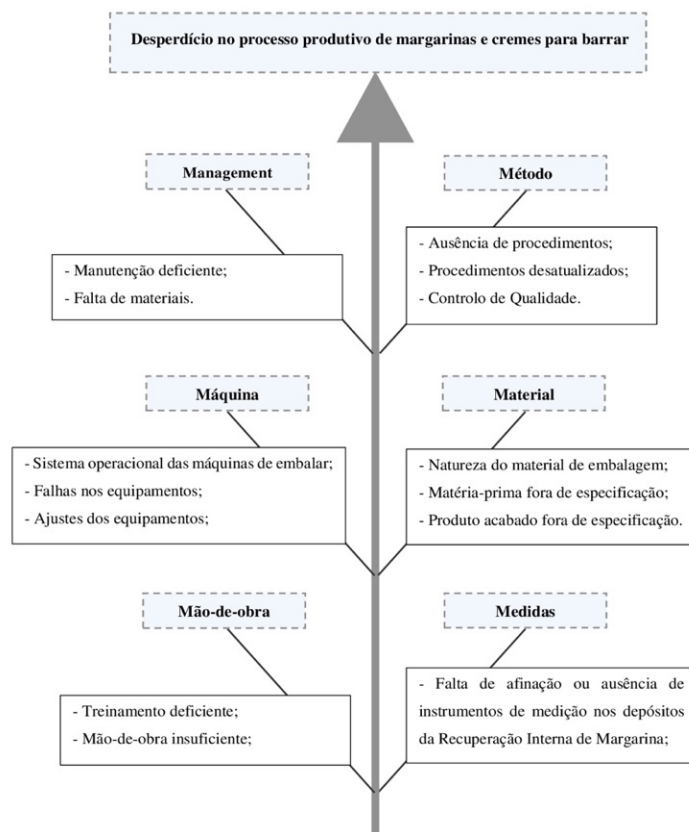 Desperdício no processo produtivo de margarinas e cremes para barrar
Management
- Manutenção deficiente;
- Falta de materiais.
Método
- Ausência de procedimentos;
- Procedimentos desatualizados;
- Controlo de Qualidade.
Máquina
- Sistema operacional das máquinas de embalar;
- Falhas nos equipamentos;
- Ajustes dos equipamentos;
Material
- Natureza do material de embalagem;
- Matéria-prima fora de especificação;
- Produto acabado fora de especificação.
Mão-de-obra
- Treinamento deficiente;
- Mão-de-obra insuficiente;
Medidas
- Falta de afinação ou ausência de
instrumentos de medição nos depósitos
da Recuperação Interna de Margarina;